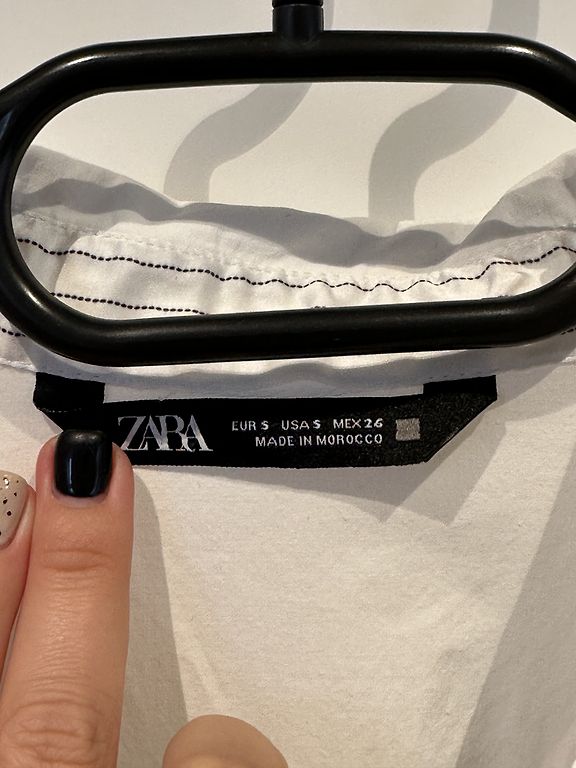 ZARA
EUR S USA S MEX 26
MADE IN MOROCCO